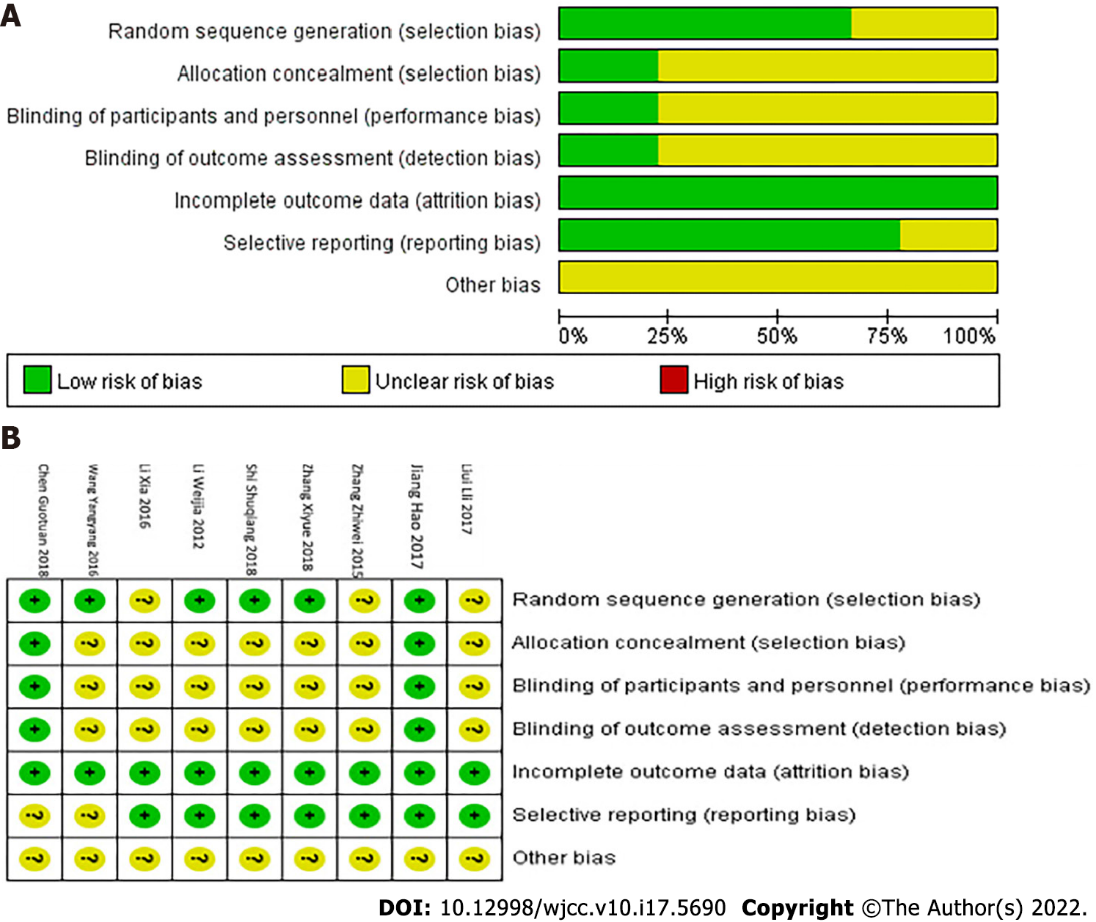 A
Random sequence generation (selection bias)
Allocation concealment (selection bias)
Blinding of participants and personnel (performance bias)
Blinding of outcome assessment (detection bias)
Incomplete outcome data (attrition bias)
Selective reporting (reporting bias)
Other bias
0% 25% 50% 75% 100%
Low risk of bias Unclear risk of bias High risk of bias
B
Chen Guotuan 2018
Wang Yangyang 2016
Li Xia 2016
Li Weijia 2012
Shi Shuqiang 2018
Zhang Xiyue 2018
Zhang Zhiwei 2015
Jiang Hao 2017
Liui Lli 2017
+ + ? + + + ? + ? Random sequence generation (selection bias)
+ ? ? ? ? ? ? + ? Allocation concealment (selection bias)
+ ? ? ? ? ? ? + ? Blinding of participants and personnel (performance bias)
+ ? ? ? ? ? ? + ? Blinding of outcome assessment (detection bias)
+ + + + + + + + + Incomplete outcome data (attrition bias)
? ? + + + + + + + Selective reporting (reporting bias)
? ? ? ? ? ? ? ? ? Other bias
DOI: 10.12998/wjcc.v10.i17.5690 Copyright ©The Author(s) 2022.